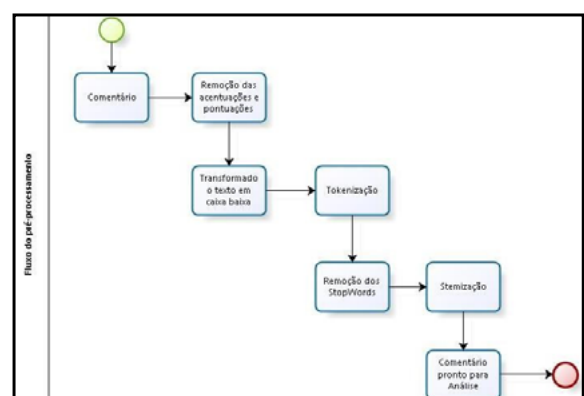 Fluxo do pré-processamento
Comentário
Remoção das
acentuações e
pontuações
Transformado
o texto em
caixa baixa
Tokenização
Remoção dos
StopWords
Stemização
Comentário
pronto para
Análise